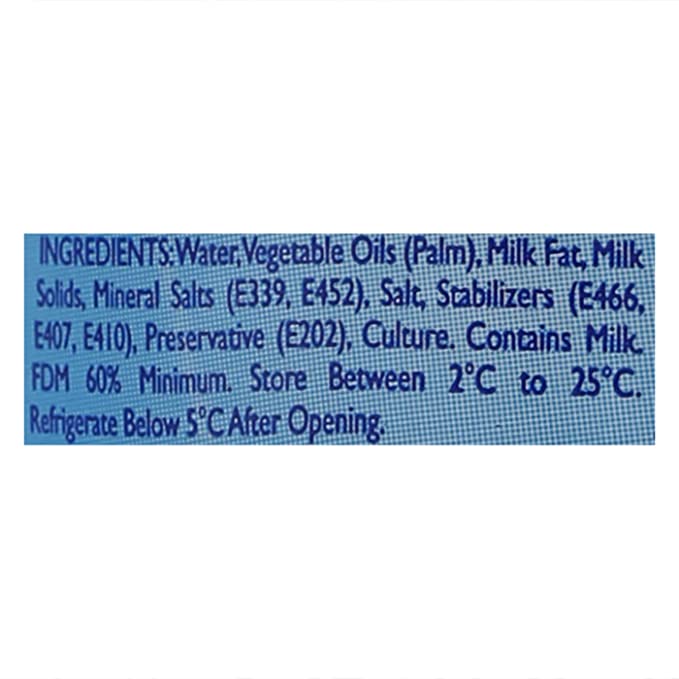 INGREDIENTS:Water,Vegetable Oils (Palm), Milk Fat, Milk
Solids, Mineral Salts (E339, E452), Salt, Stabilizers (E466,
E407, E410), Preservative (E202), Culture. Contains Milk.
FDM 60% Minimum. Store Between 2°C to 25°C.
Refrigerate Below 5°C After Opening.